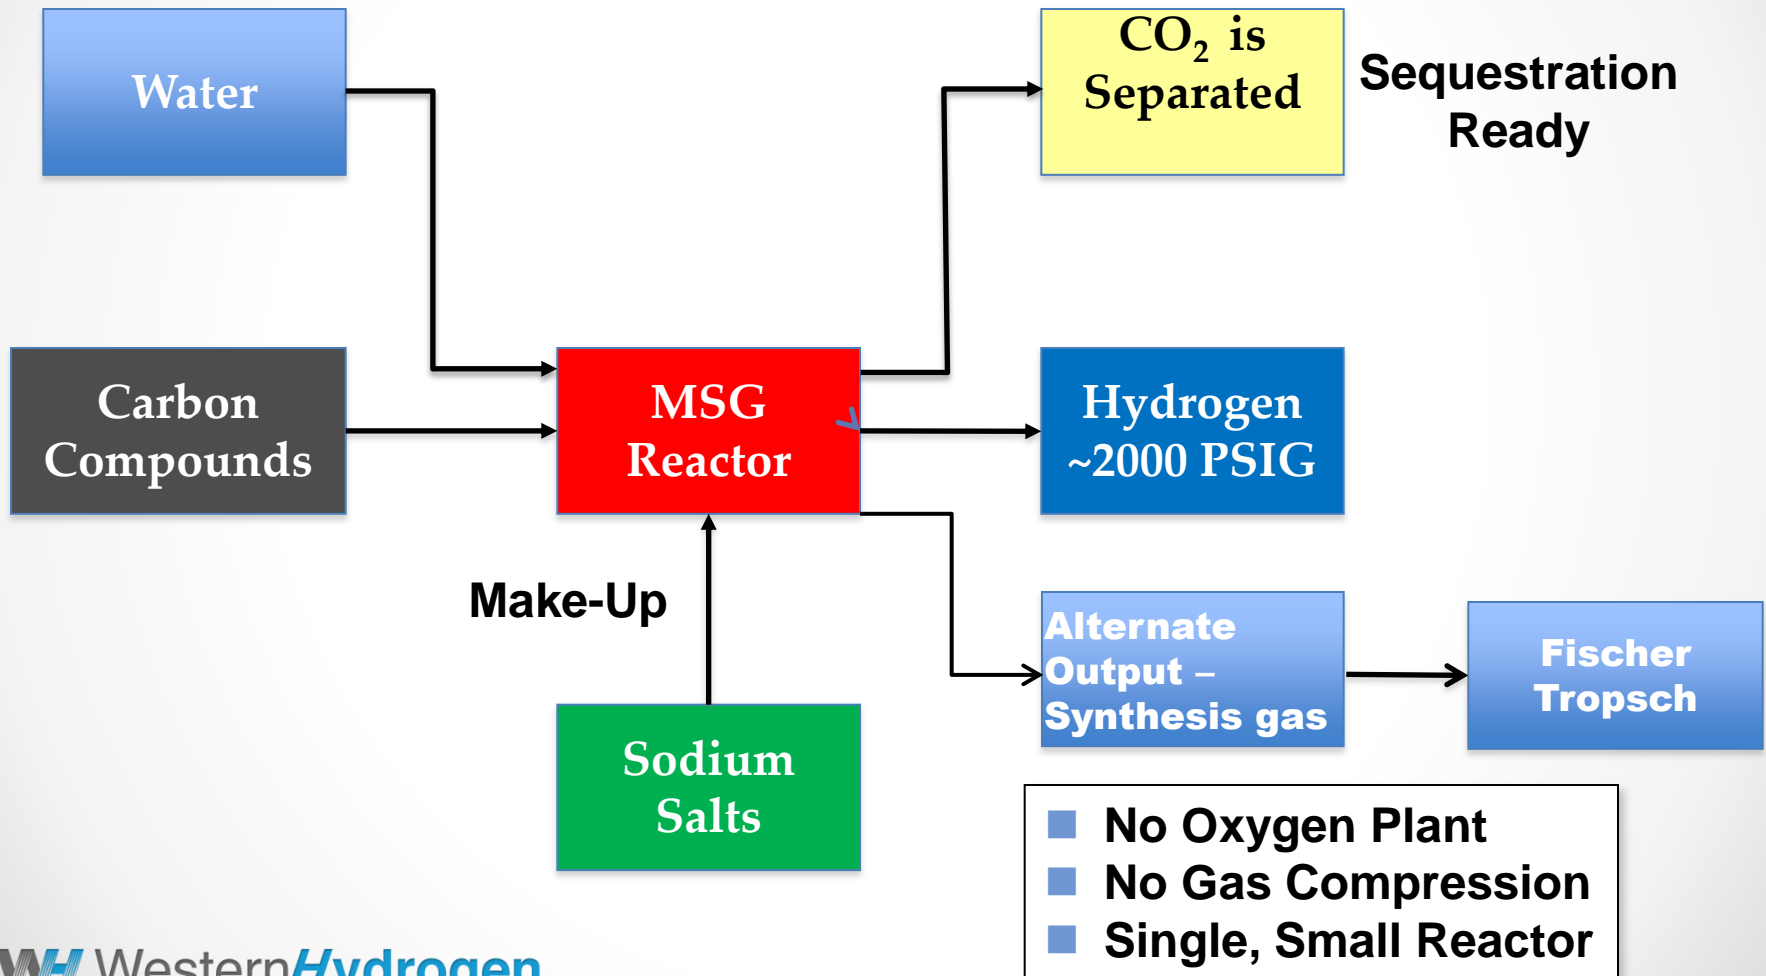 Water
CO₂ is
Separated
Sequestration
Ready
Carbon
Compounds
MSG
Reactor
Hydrogen
~2000 PSIG
Make-Up
Alternate
Output –
Synthesis gas
Fischer
Tropsch
Sodium
Salts
No Oxygen Plant
No Gas Compression
Single, Small Reactor
WH WesternHydrogen